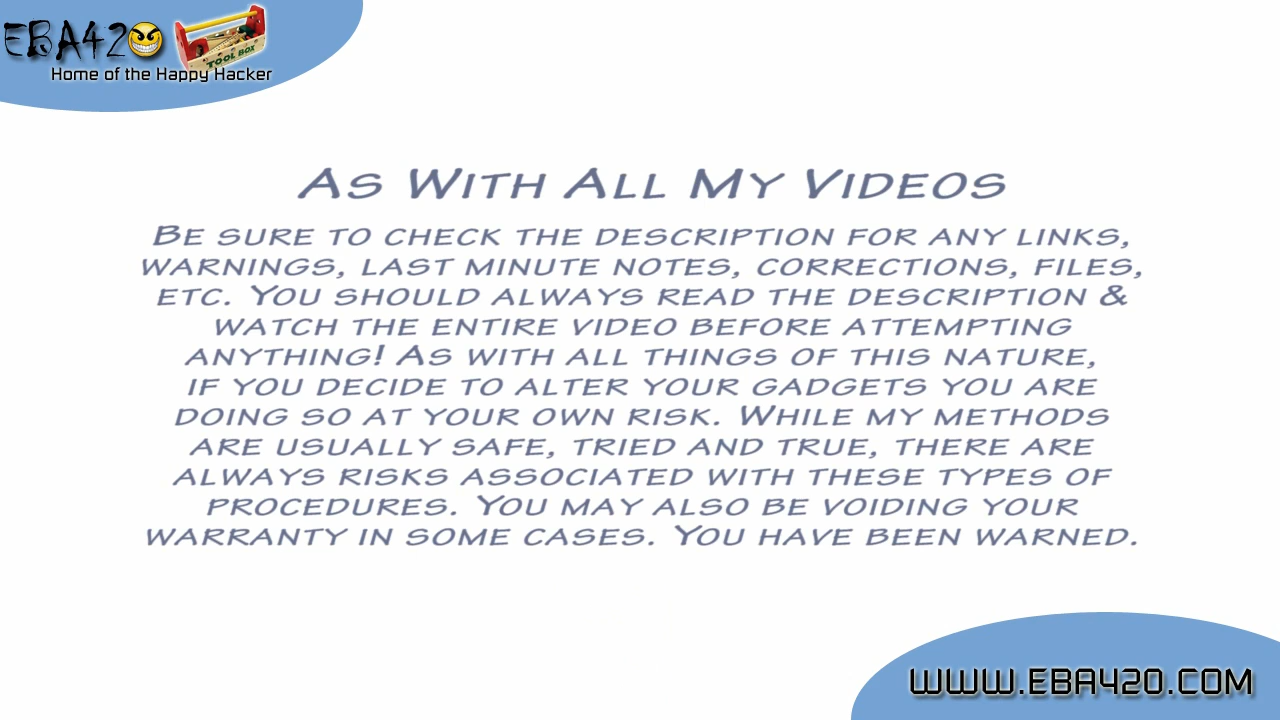 EBA420
TOOL BOX
Home of the Happy Hacker
As With All My Videos
Be sure to check the description for any links,
warnings, last minute notes, corrections, files,
etc. You should always read the description &
watch the entire video before attempting
anything! As with all things of this nature,
if you decide to alter your gadgets you are
doing so at your own risk. While my methods
are usually safe, tried and true, there are
always risks associated with these types of
procedures. You may also be voiding your
warranty in some cases. You have been warned.
WWW.EBA420.COM